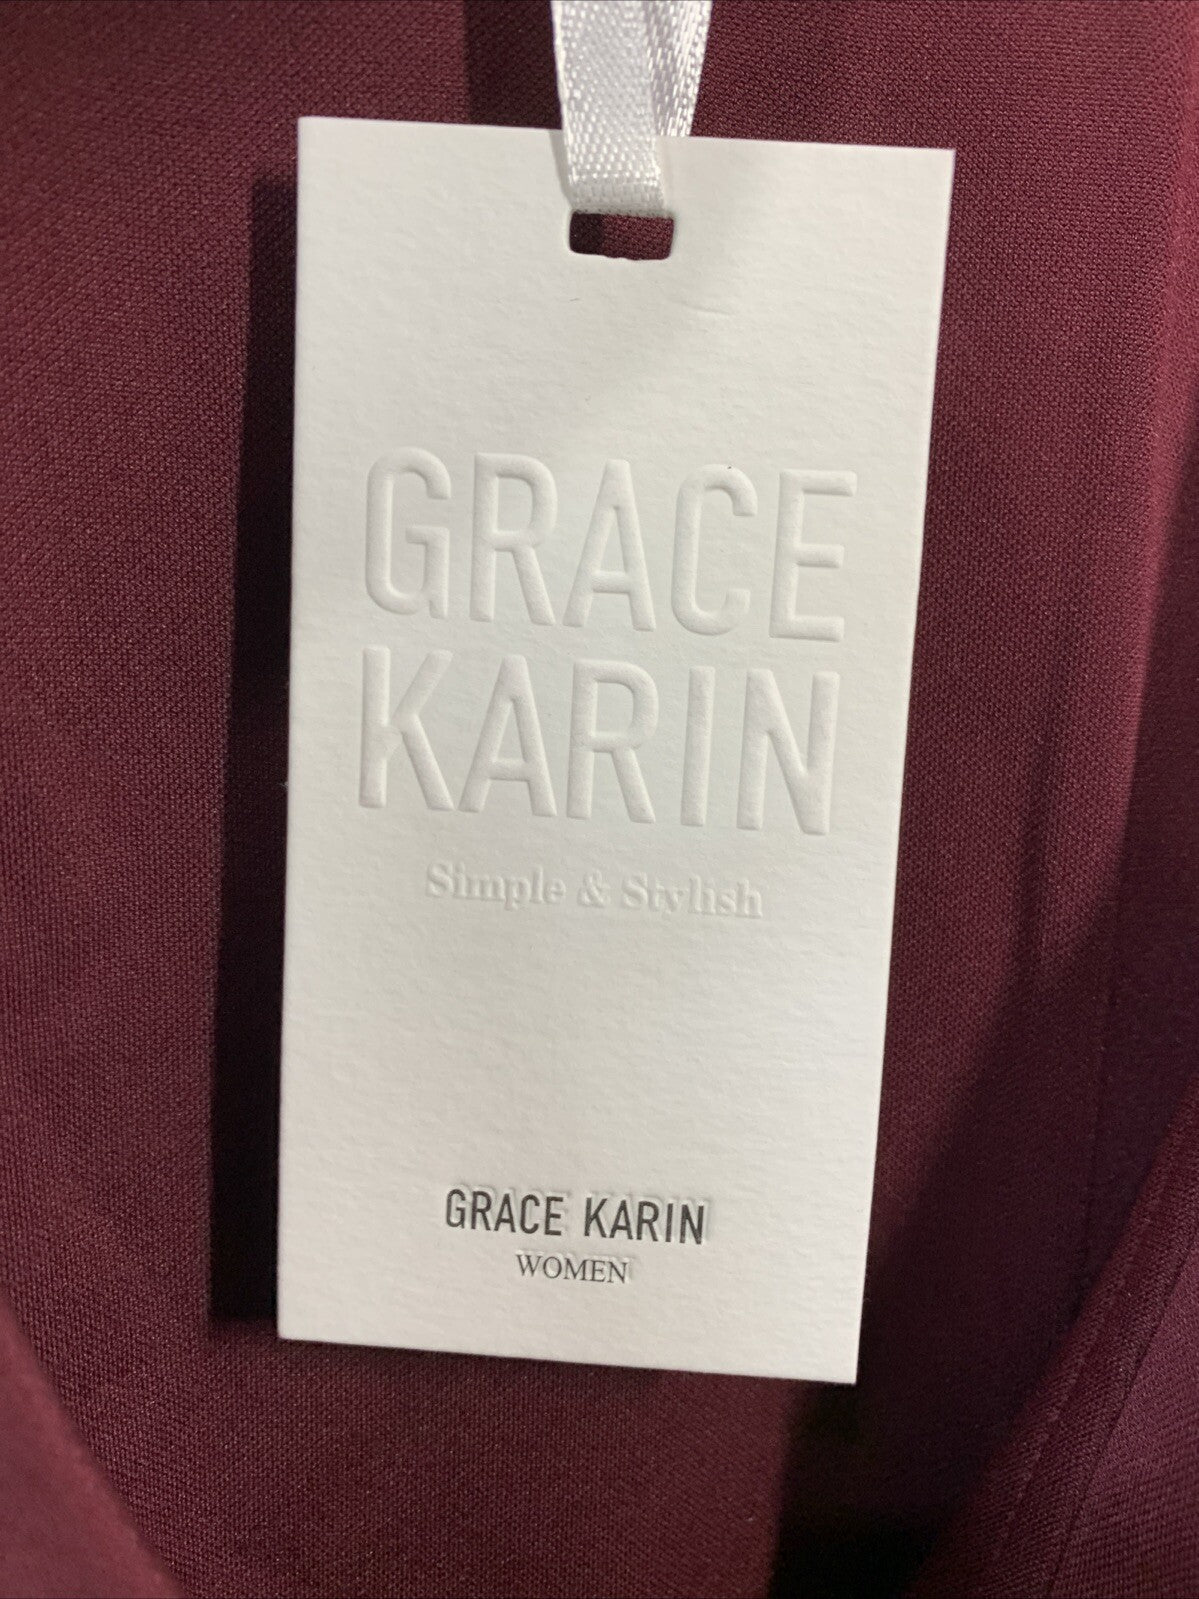 GRACE
KARIN
Simple & Stylish
GRACE KARIN
WOMEN